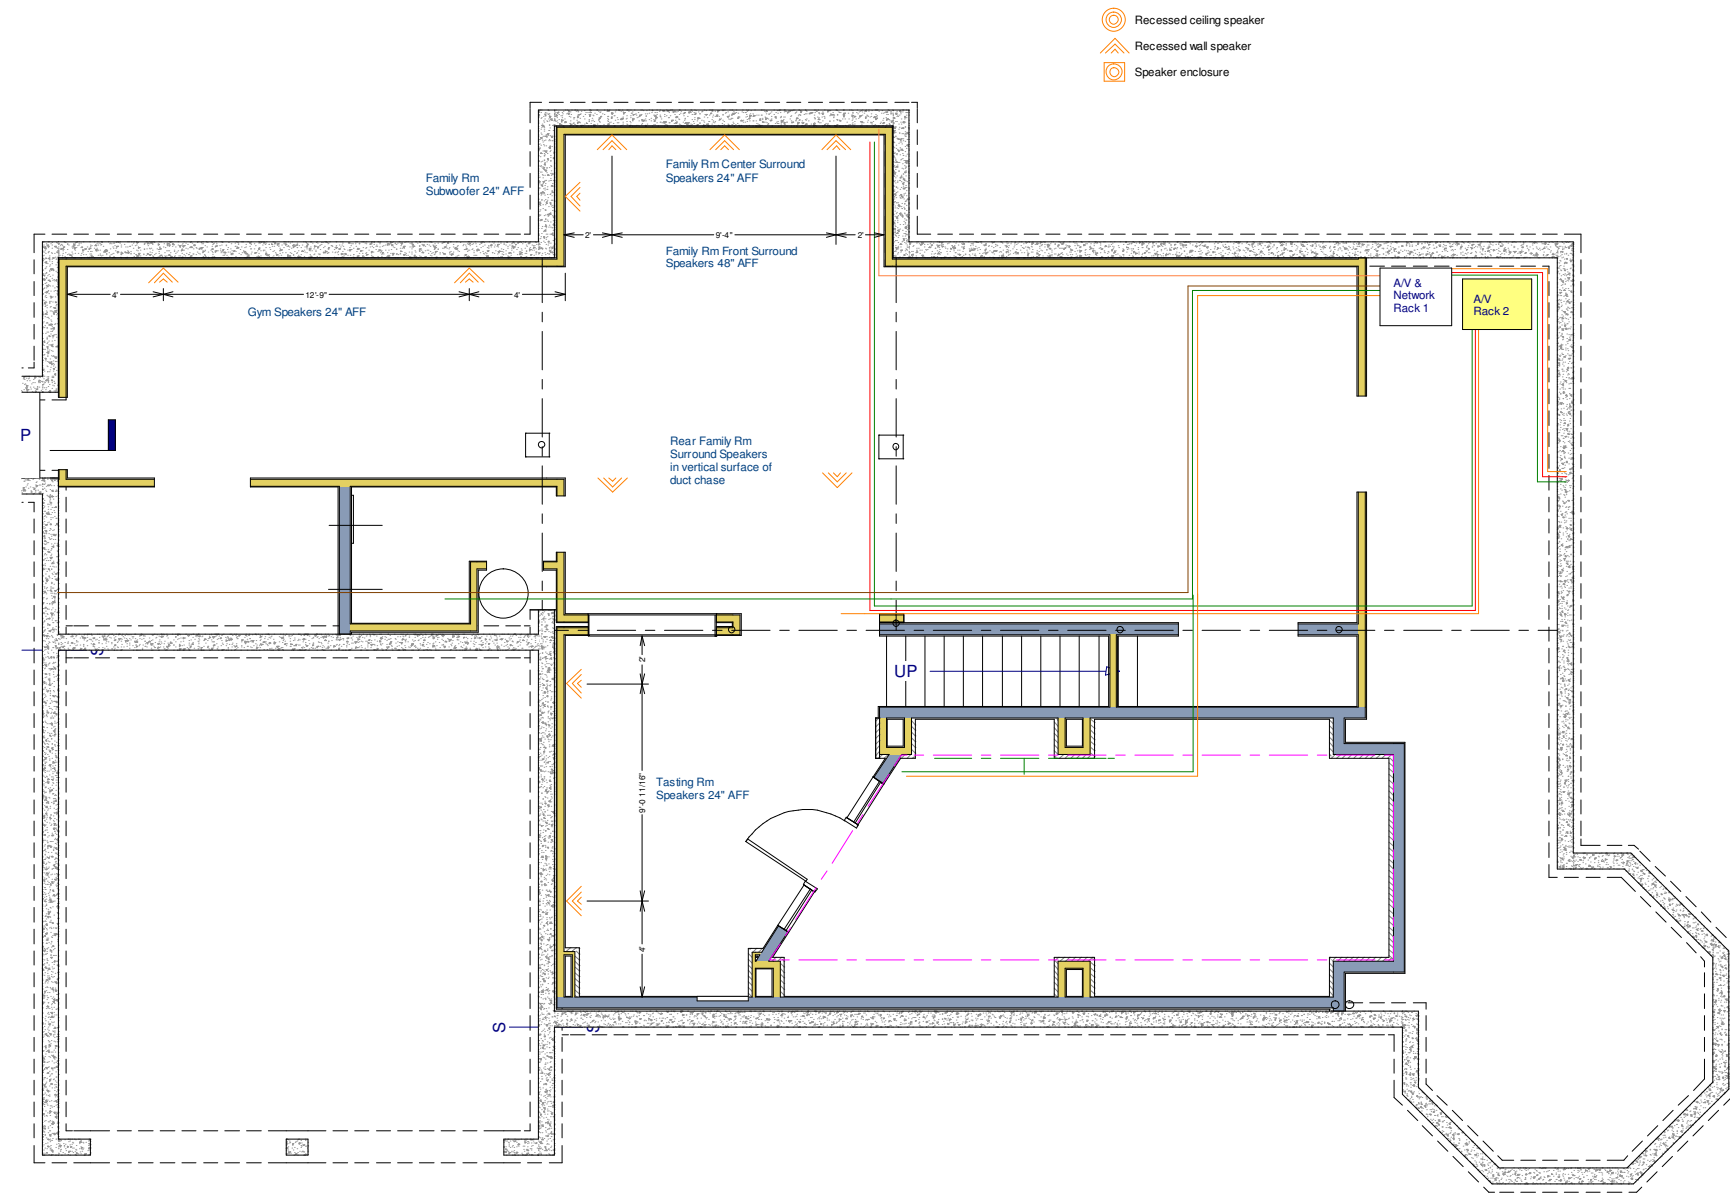 Recessed ceiling speaker
Recessed wall speaker
Speaker enclosure
Family Rm
Subwoofer 24" AFF
Family Rm Center Surround
Speakers 24" AFF
2'
9'-4"
2'
Family Rm Front Surround
Speakers 48" AFF
4'
12'-9"
4'
Gym Speakers 24" AFF
A/V &
Network
Rack 1
A/V
Rack 2
P
Rear Family Rm
Surround Speakers
in vertical surface of
duct chase
S
UP
2'
9'-0 11/16"
4'
Tasting Rm
Speakers 24" AFF
S
S